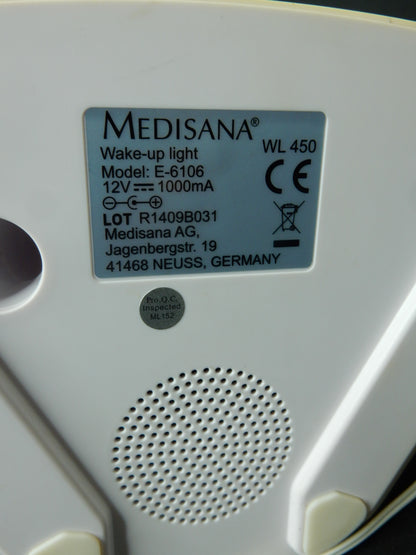 MEDISANA®
WL 450
Wake-up light
Model: E-6106
12V 1000mA
CE
LOT R1409B031
Medisana AG,
Jagenbergstr. 19
41468 NEUSS, GERMANY
Pro.Q.C.
Inspected
ML152